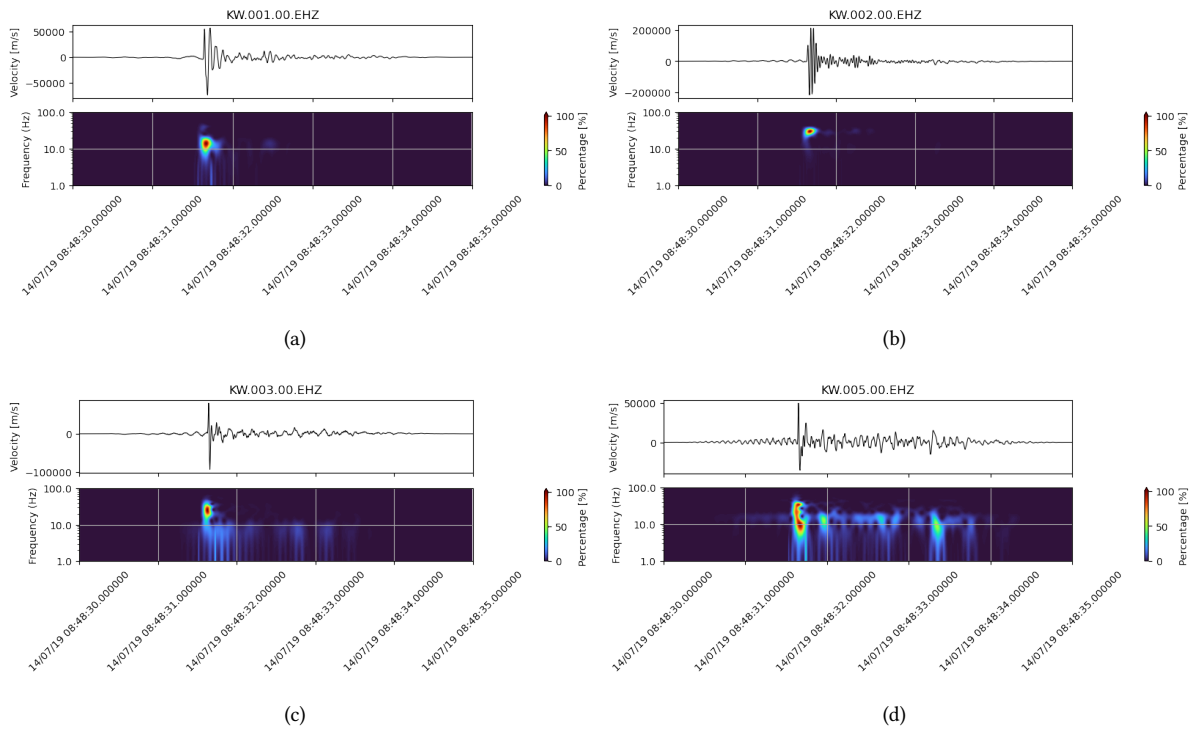 KW.001.00.EHZ
Velocity [m/s]
50000
0
−50000
Frequency (Hz)
100.0
10.0
1.0
100
50
0
Percentage [%]
14/07/19 08:48:30.000000
14/07/19 08:48:31.000000
14/07/19 08:48:32.000000
14/07/19 08:48:33.000000
14/07/19 08:48:34.000000
14/07/19 08:48:35.000000
(a)
KW.002.00.EHZ
Velocity [m/s]
200000
0
−200000
Frequency (Hz)
100.0
10.0
1.0
100
50
0
Percentage [%]
14/07/19 08:48:30.000000
14/07/19 08:48:31.000000
14/07/19 08:48:32.000000
14/07/19 08:48:33.000000
14/07/19 08:48:34.000000
14/07/19 08:48:35.000000
(b)
KW.003.00.EHZ
Velocity [m/s]
0
−100000
Frequency (Hz)
100.0
10.0
1.0
100
50
0
Percentage [%]
14/07/19 08:48:30.000000
14/07/19 08:48:31.000000
14/07/19 08:48:32.000000
14/07/19 08:48:33.000000
14/07/19 08:48:34.000000
14/07/19 08:48:35.000000
(c)
KW.005.00.EHZ
Velocity [m/s]
50000
0
Frequency (Hz)
100.0
10.0
1.0
100
50
0
Percentage [%]
14/07/19 08:48:30.000000
14/07/19 08:48:31.000000
14/07/19 08:48:32.000000
14/07/19 08:48:33.000000
14/07/19 08:48:34.000000
14/07/19 08:48:35.000000
(d)